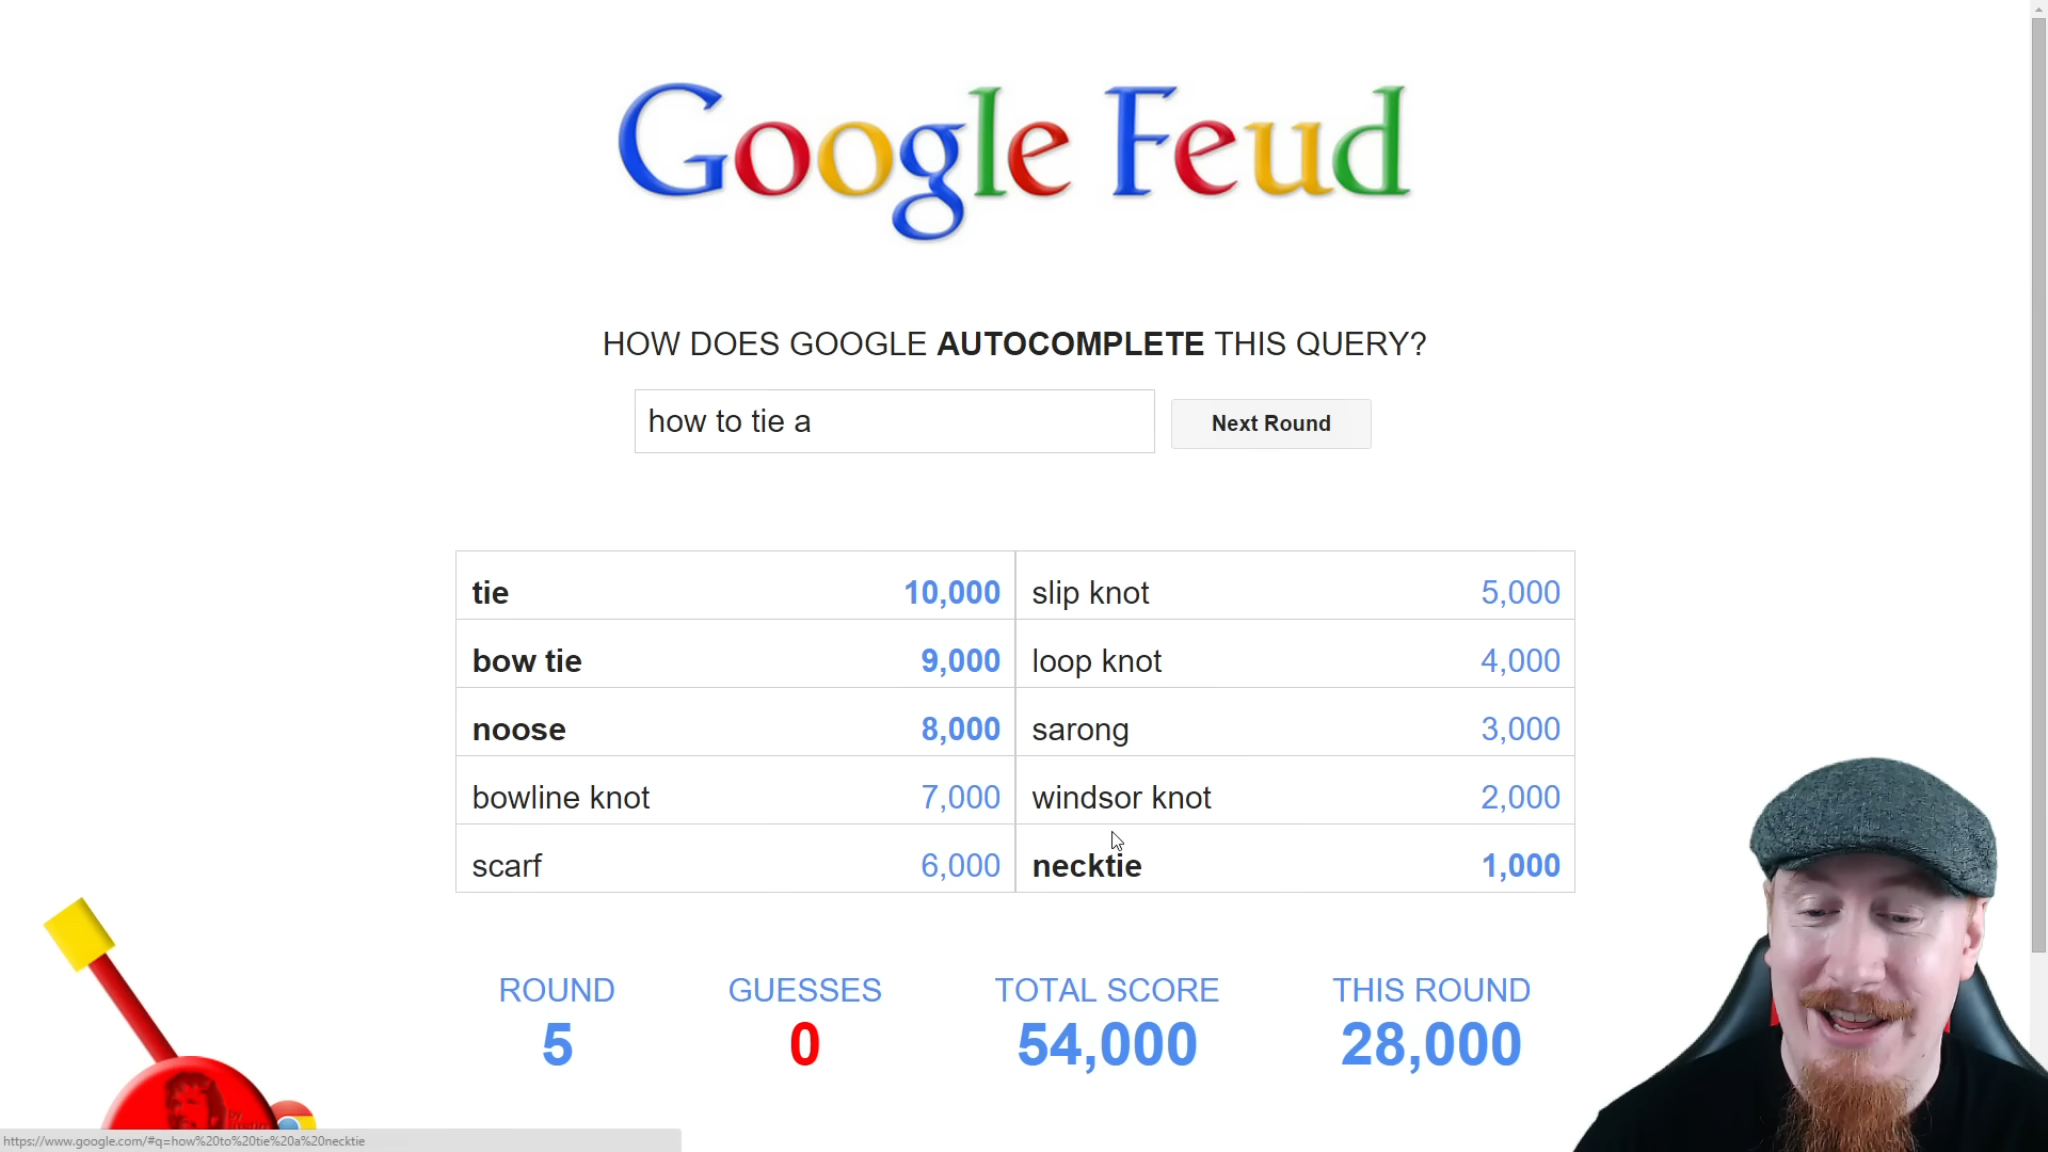 Google Feud
HOW DOES GOOGLE AUTOCOMPLETE THIS QUERY?
how to tie a
Next Round
tie 10,000 slip knot 5,000
bow tie 9,000 loop knot 4,000
noose 8,000 sarong 3,000
bowline knot 7,000 windsor knot 2,000
scarf 6,000 necktie 1,000
ROUND GUESSES TOTAL SCORE THIS ROUND
5 0 54,000 28,000
by
https://www.google.com/#q=how%20to%20tie%20a%20necktie